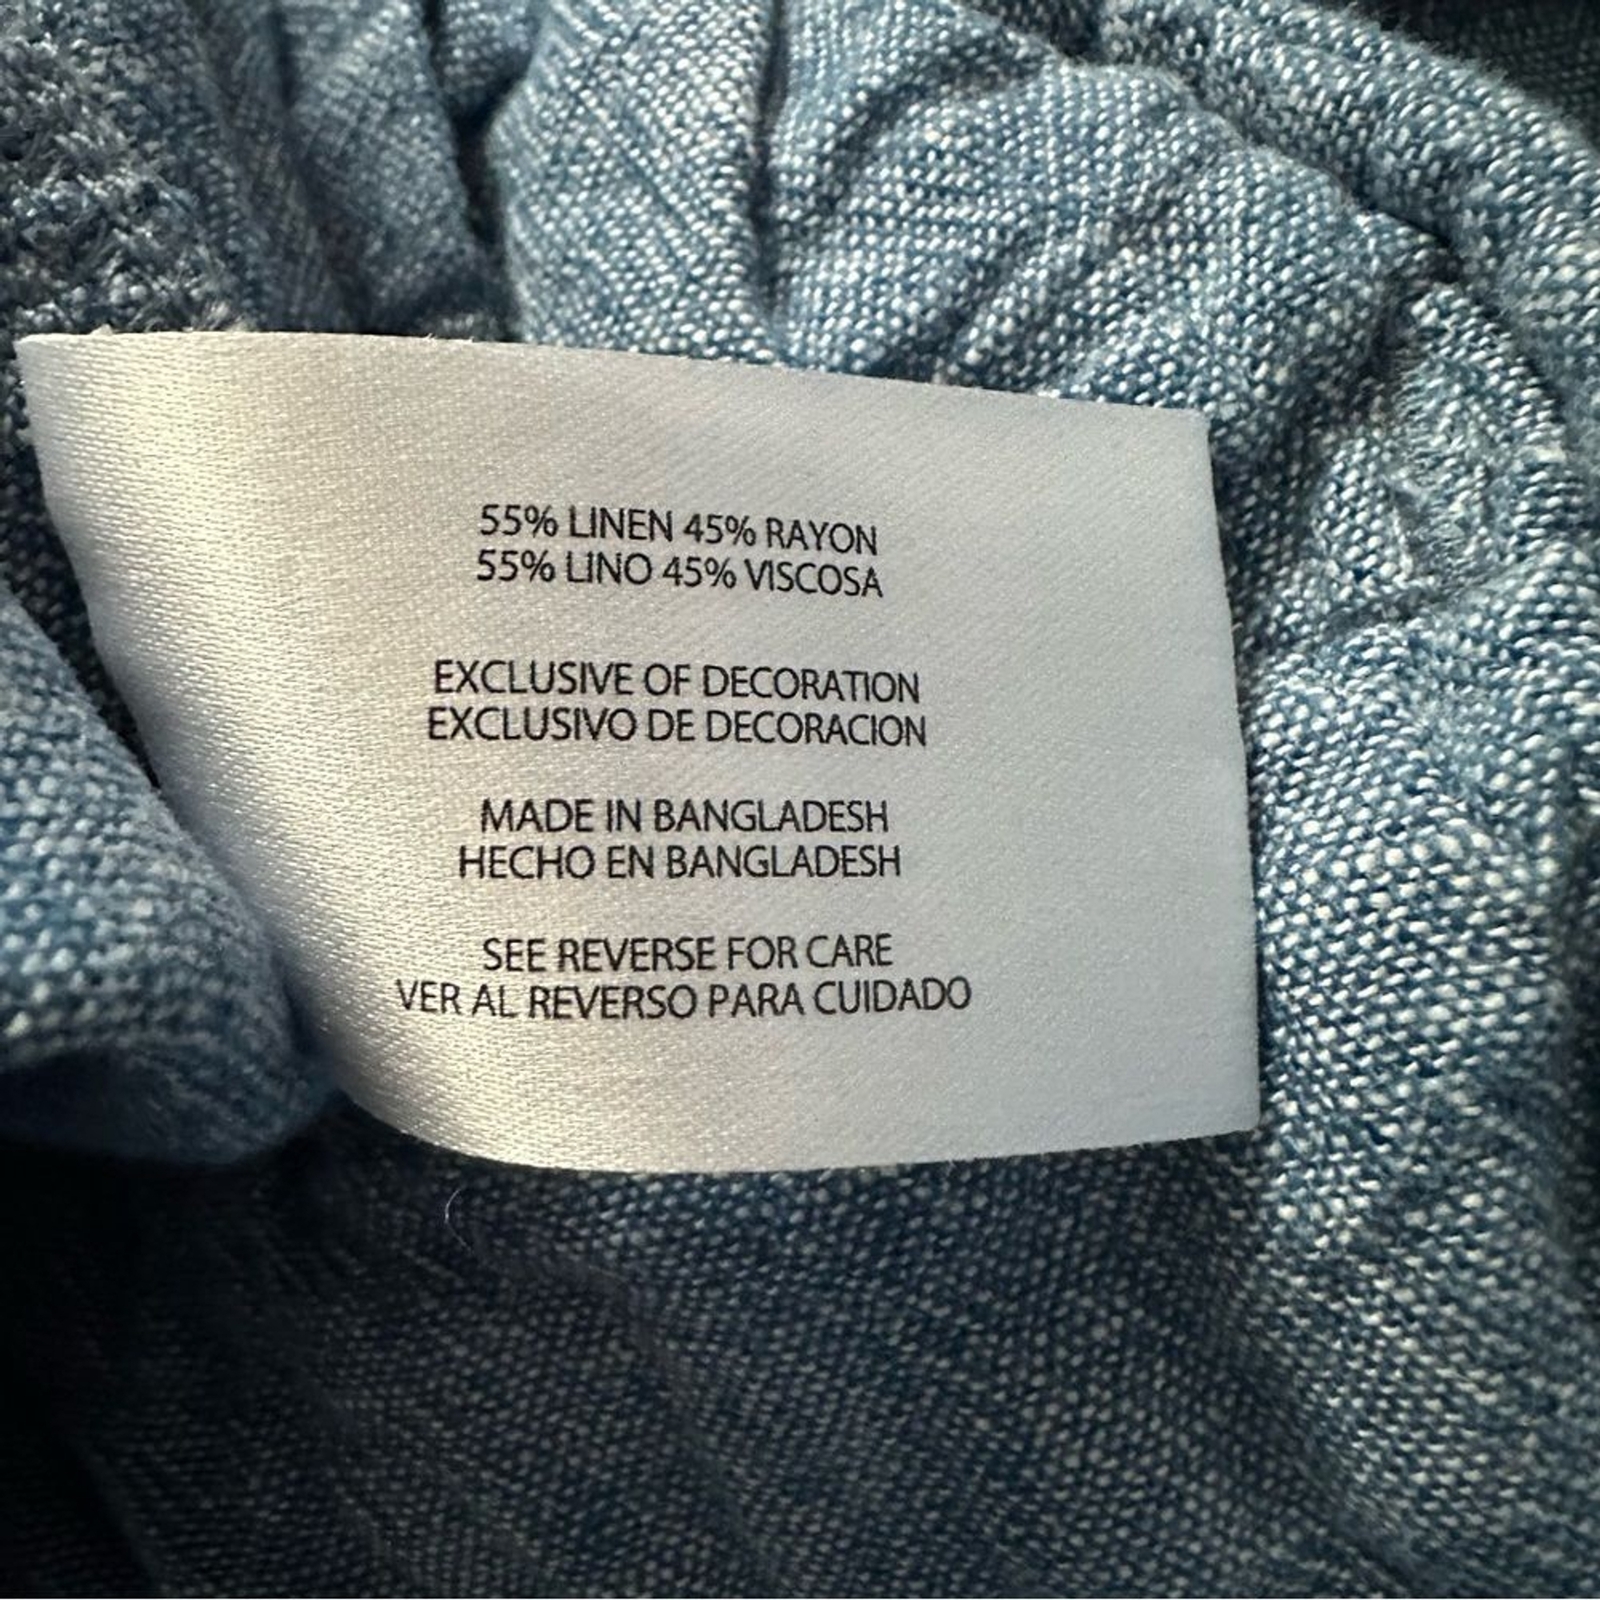 55% LINEN 45% RAYON
55% LINO 45% VISCOSA
EXCLUSIVE OF DECORATION
EXCLUSIVO DE DECORACION
MADE IN BANGLADESH
HECHO EN BANGLADESH
SEE REVERSE FOR CARE
VER AL REVERSO PARA CUIDADO